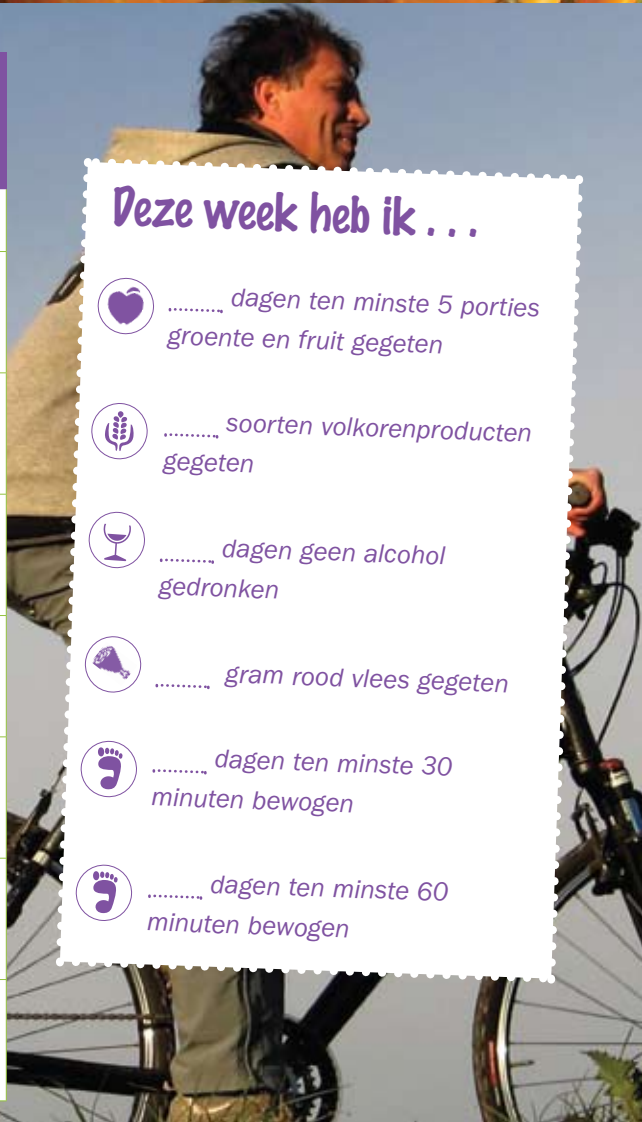 Deze week heb ik . . .
.......... dagen ten minste 5 porties
groente en fruit gegeten
.......... soorten volkorenproducten
gegeten
.......... dagen geen alcohol
gedronken
.......... gram rood vlees gegeten
.......... dagen ten minste 30
minuten bewogen
.......... dagen ten minste 60
minuten bewogen